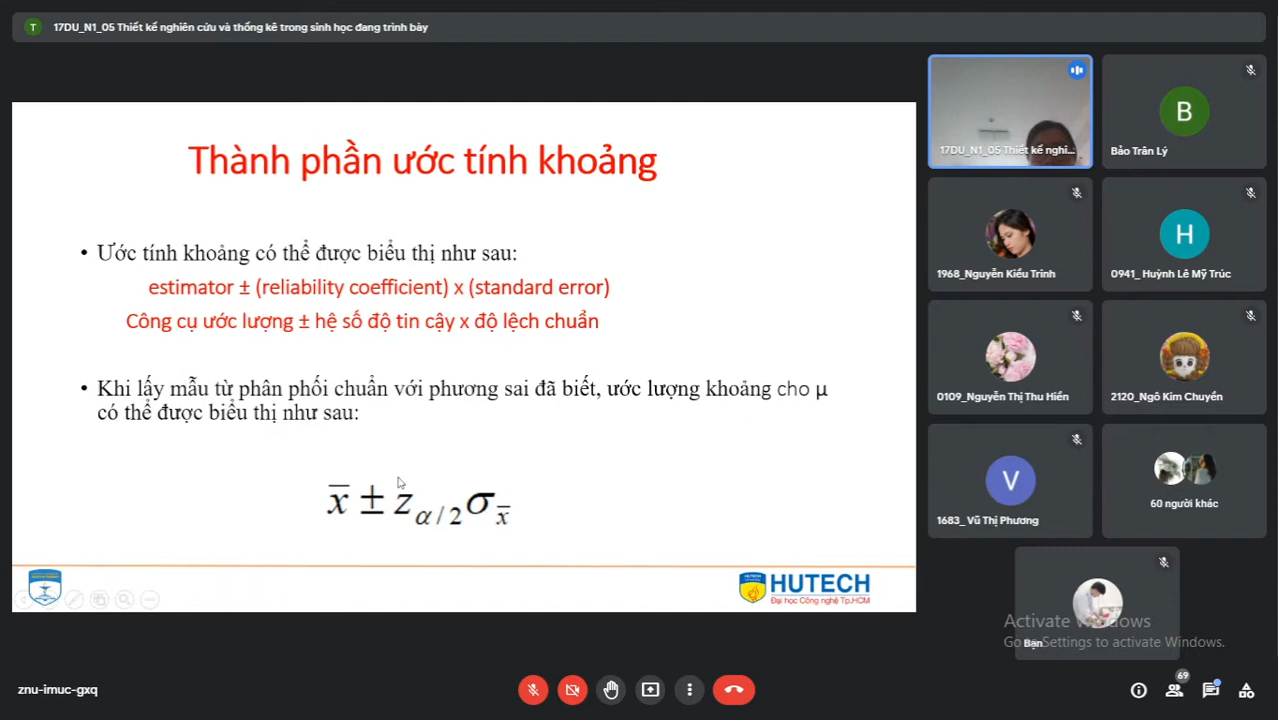 T 17DU_N1_05 Thiết kế nghiên cứu và thống kê trong sinh học đang trình bày
Thành phần ước tính khoảng
• Ước tính khoảng có thể được biểu thị như sau:
estimator ± (reliability coefficient) x (standard error)
Công cụ ước lượng ± hệ số độ tin cậy x độ lệch chuẩn
• Khi lấy mẫu từ phân phối chuẩn với phương sai đã biết, ước lượng khoảng cho μ
có thể được biểu thị như sau:
x̄ ± z α/2 σ x̄
HUTECH
Đại học Công nghệ Tp.HCM
17DU_N1_05 Thiết kế nghi...
B
Bảo Trân Lý
1968_Nguyễn Kiều Trinh
H
0941_ Huỳnh Lê Mỹ Trúc
0109_Nguyễn Thị Thu Hiền
2120_Ngô Kim Chuyền
V
1683_ Vũ Thị Phương
60 người khác
Bạn
Activate Windows
Go to Settings to activate Windows.
znu-imuc-gxq
69